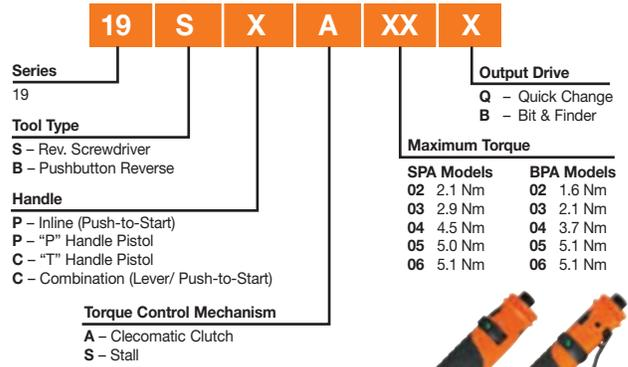 19 S X A XX X
Series
19
Tool Type
S – Rev. Screwdriver
B – Pushbutton Reverse
Handle
P – Inline (Push-to-Start)
P – “P” Handle Pistol
C – “T” Handle Pistol
C – Combination (Lever/ Push-to-Start)
Torque Control Mechanism
A – Clecomatic Clutch
S – Stall
Output Drive
Q – Quick Change
B – Bit & Finder
Maximum Torque
SPA Models BPA Models
02 2.1 Nm 02 1.6 Nm
03 2.9 Nm 03 2.1 Nm
04 4.5 Nm 04 3.7 Nm
05 5.0 Nm 05 5.1 Nm
06 5.1 Nm 06 5.1 Nm